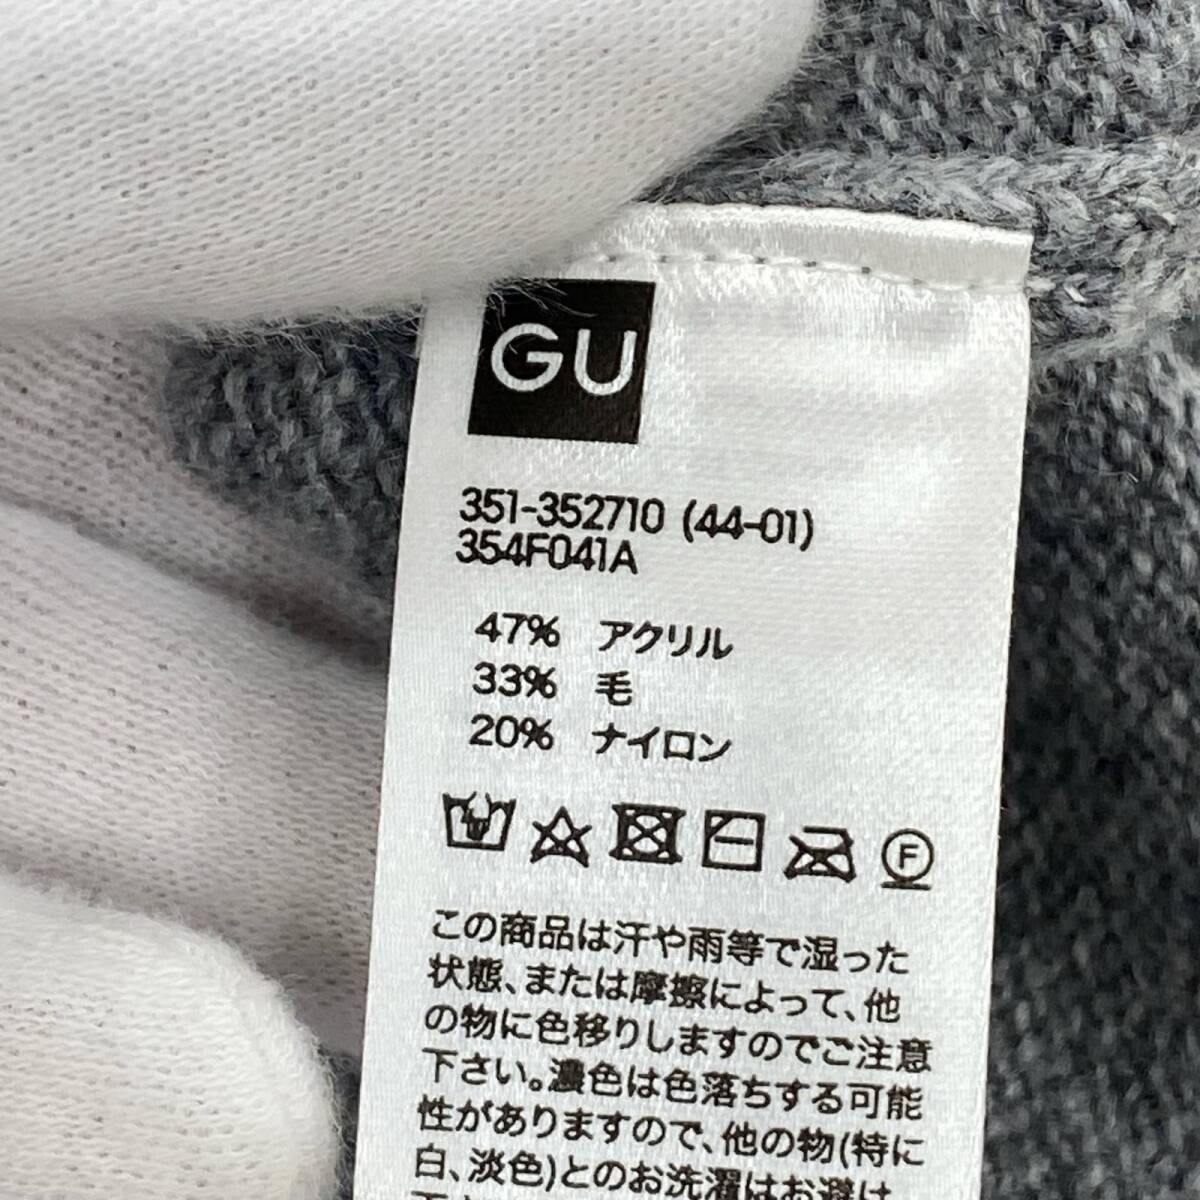 GU
351-352710 (44-01)
354F041A
47% アクリル
33% 毛
20% ナイロン
F
この商品は汗や雨等で湿った
状態、または摩擦によって、他
の物に色移りしますのでご注意
下さい。濃色は色落ちする可能
性がありますので、他の物(特に
白、淡色)とのお洗濯はお避け